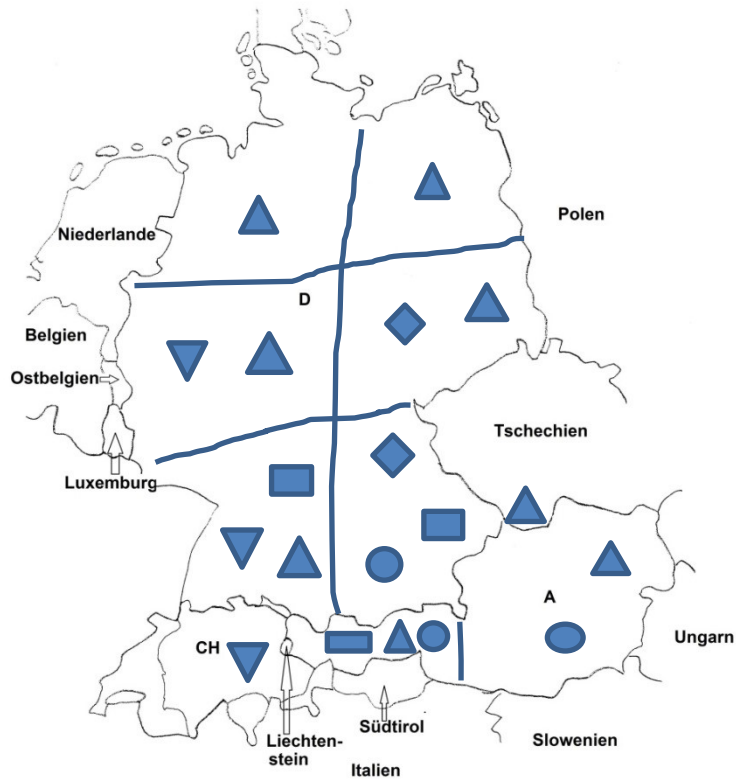 Polen
Niederlande
D
Belgien
Ostbelgien
Tschechien
Luxemburg
A
Ungarn
CH
Südtirol
Liechten-
stein
Slowenien
Italien